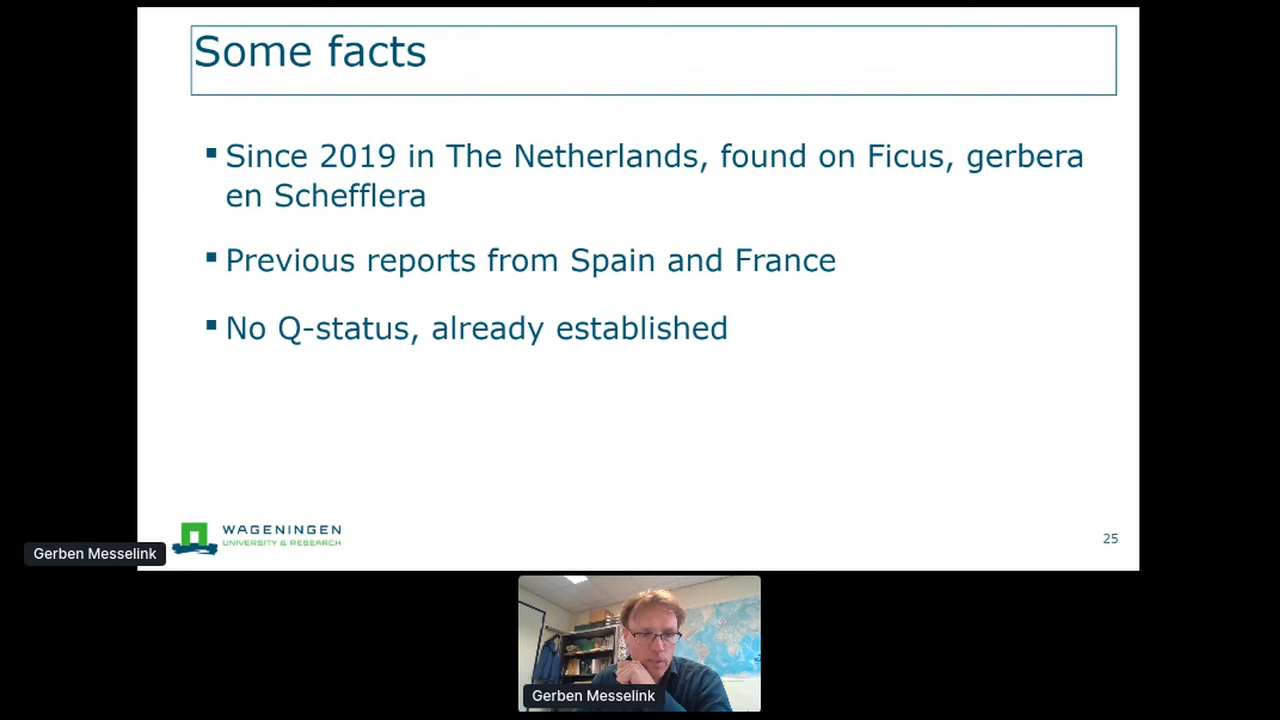 Some facts
Since 2019 in The Netherlands, found on Ficus, gerbera
en Schefflera
Previous reports from Spain and France
No Q-status, already established
WAGENINGEN
UNIVERSITY & RESEARCH
25
Gerben Messelink
Gerben Messelink